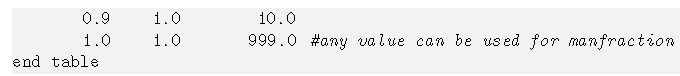 0.9 1.0 10.0
1.0 1.0 999.0 #any value can be used for manfraction
end table